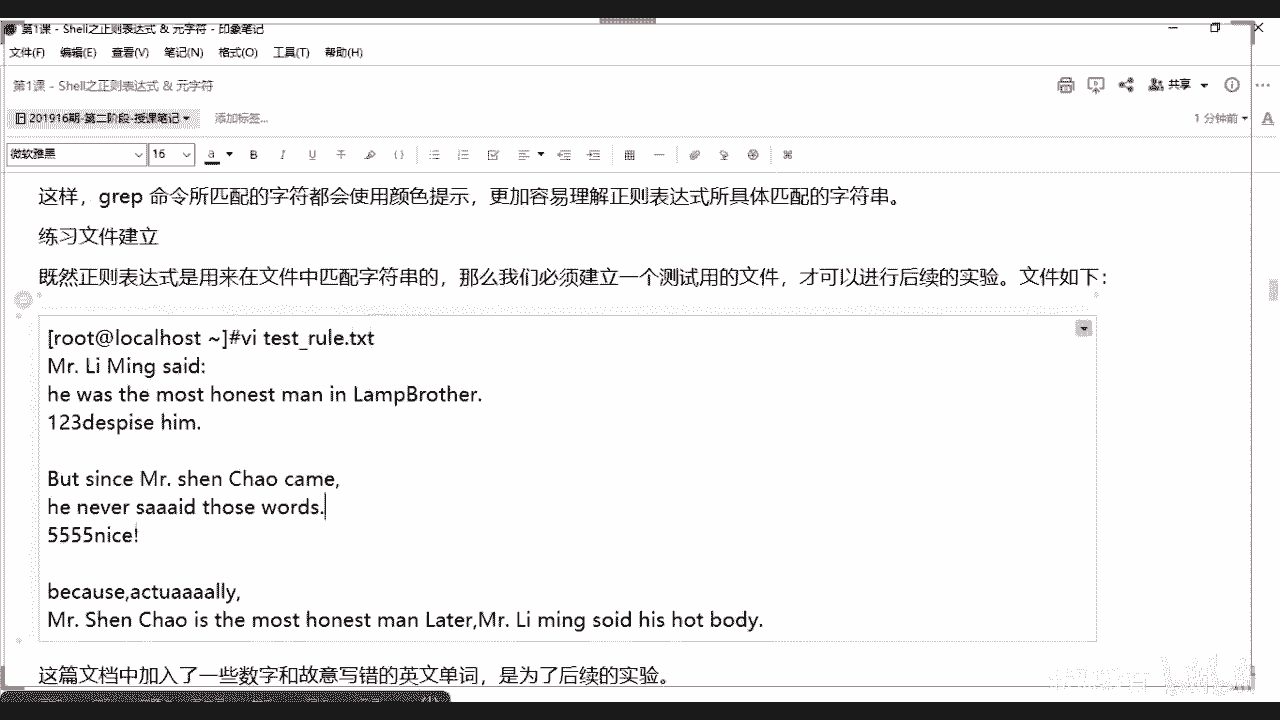 第1课 - Shell之正则表达式 & 元字符 - 印象笔记
文件(F) 编辑(E) 查看(V) 笔记(N) 格式(O) 工具(T) 帮助(H)
第1课 - Shell之正则表达式 & 元字符
共享
201916期-第二阶段-授课笔记 添加标签...
1 分钟前
微软雅黑 16
这样，grep 命令所匹配的字符都会使用颜色提示，更加容易理解正则表达式所具体匹配的字符串。
练习文件建立
既然正则表达式是用来在文件中匹配字符串的，那么我们必须建立一个测试用的文件，才可以进行后续的实验。文件如下：
[root@localhost ~]#vi test_rule.txt
Mr. Li Ming said:
he was the most honest man in LampBrother.
123despise him.
But since Mr. shen Chao came,
he never saaaid those words.
5555nice!
because,actuaaaally,
Mr. Shen Chao is the most honest man Later,Mr. Li ming soid his hot body.
这篇文档中加入了一些数字和故意写错的英文单词，是为了后续的实验。